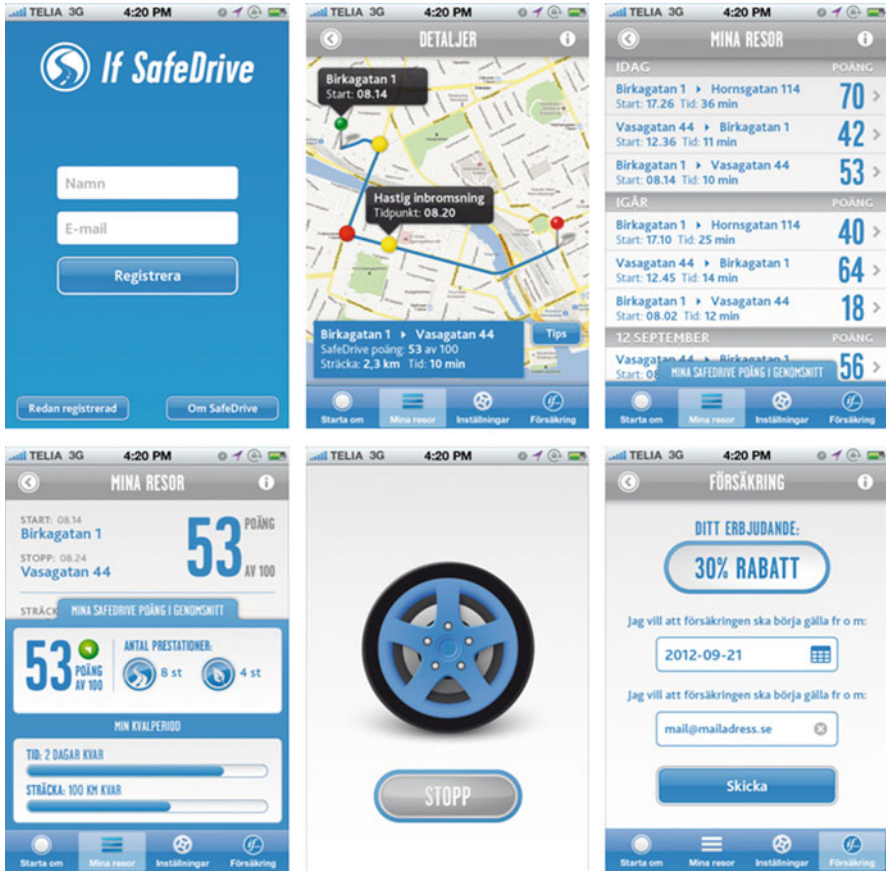 TELIA 3G 4:20 PM
If SafeDrive
Namn
E-mail
Registrera
Redan registrerad
Om SafeDrive
TELIA 3G 4:20 PM
DETALJER
Birkagatan 1
Start: 08.14
Hastig inbromsning
Tidpunkt: 08.20
Birkagatan 1 Vasagatan 44
SafeDrive poäng: 53 av 100
Sträcka: 2,3 km Tid: 10 min
Tips
Starta om Mina resor Inställningar Försäkring
TELIA 3G 4:20 PM
MINA RESOR
IDAG POÄNG
Birkagatan 1 Hornsgatan 114
Start: 17.26 Tid: 36 min
70
Vasagatan 44 Birkagatan 1
Start: 12.36 Tid: 11 min
42
Birkagatan 1 Vasagatan 44
Start: 08.14 Tid: 10 min
53
IGÅR POÄNG
Birkagatan 1 Hornsgatan 114
Start: 17.10 Tid: 25 min
40
Vasagatan 44 Birkagatan 1
Start: 12.45 Tid: 14 min
64
Birkagatan 1 Vasagatan 44
Start: 08.02 Tid: 12 min
18
12 SEPTEMBER POÄNG
Vasagatan 44 Birkagatan 1
Start: 08
56
MINA SAFEDRIVE POÄNG I GENOMSNITT
Starta om Mina resor Inställningar Försäkring
TELIA 3G 4:20 PM
MINA RESOR
START: 08.14
Birkagatan 1
STOPP: 08.24
Vasagatan 44
53 POÄNG
AV 100
STRÄCK
MINA SAFEDRIVE POÄNG I GENOMSNITT
53 POÄNG
AV 100
ANTAL PRESTATIONER:
8 st 4 st
MIN KVALPERIOD
TID: 2 DAGAR KVAR
STRÄCKA: 100 KM KVAR
Starta om Mina resor Inställningar Försäkring
TELIA 3G 4:20 PM
STOPP
TELIA 3G 4:20 PM
FÖRSÄKRING
DITT ERBJUDANDE:
30% RABATT
Jag vill att försäkringen ska börja gälla fr o m:
2012-09-21
Jag vill att försäkringen ska börja gälla fr o m:
mail@mailadress.se
Skicka
Starta om Mina resor Inställningar Försäkring